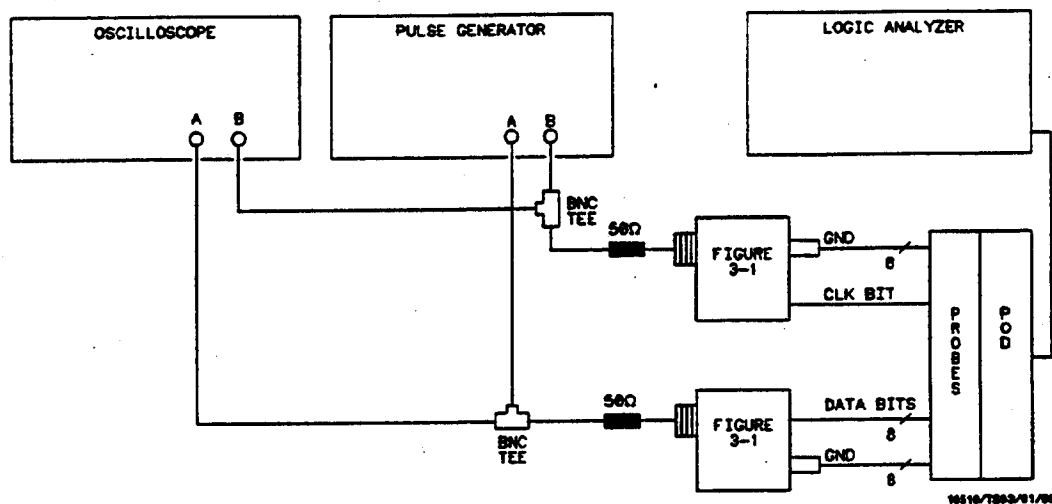 OSCILLOSCOPE
PULSE GENERATOR
LOGIC ANALYZER
A
B
A
B
BNC
TEE
50Ω
FIGURE
3-1
GND
8
CLK BIT
PROBES
POD
BNC
TEE
50Ω
FIGURE
3-1
DATA BITS
8
GND
8